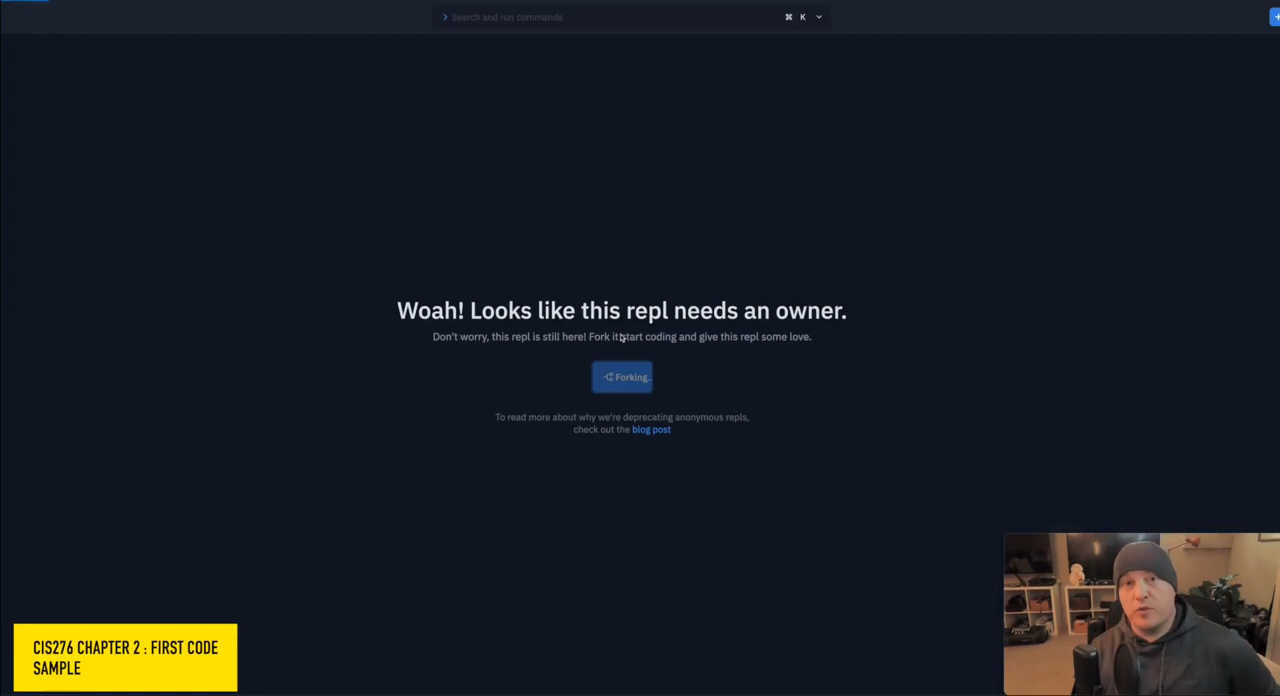 Search and run commands
⌘ K
Woah! Looks like this repl needs an owner.
Don't worry, this repl is still here! Fork it start coding and give this repl some love.
Forking..
To read more about why we're deprecating anonymous repls,
check out the blog post
CIS276 CHAPTER 2 : FIRST CODE
SAMPLE